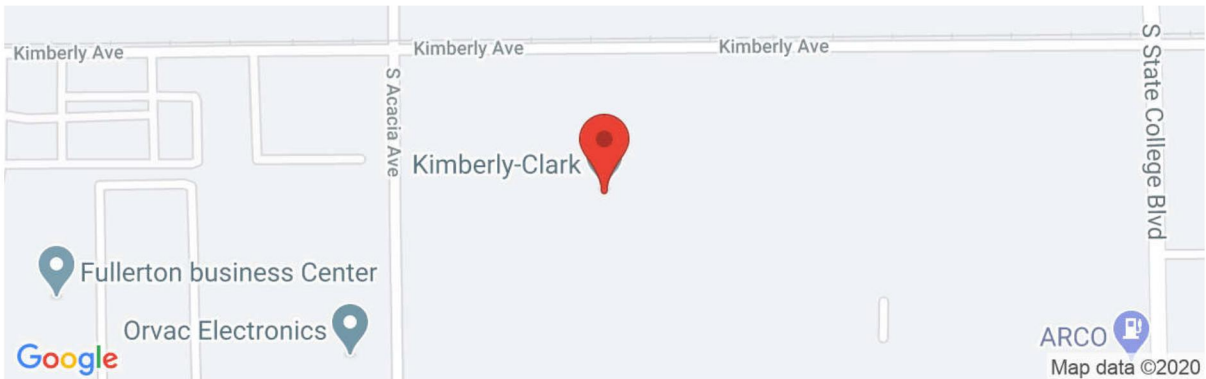 Kimberly Ave
Kimberly Ave
Kimberly Ave
S State College Blvd
S Acacia Ave
Kimberly-Clark
Fullerton business Center
Orvac Electronics
ARCO
Google
Map data ©2020